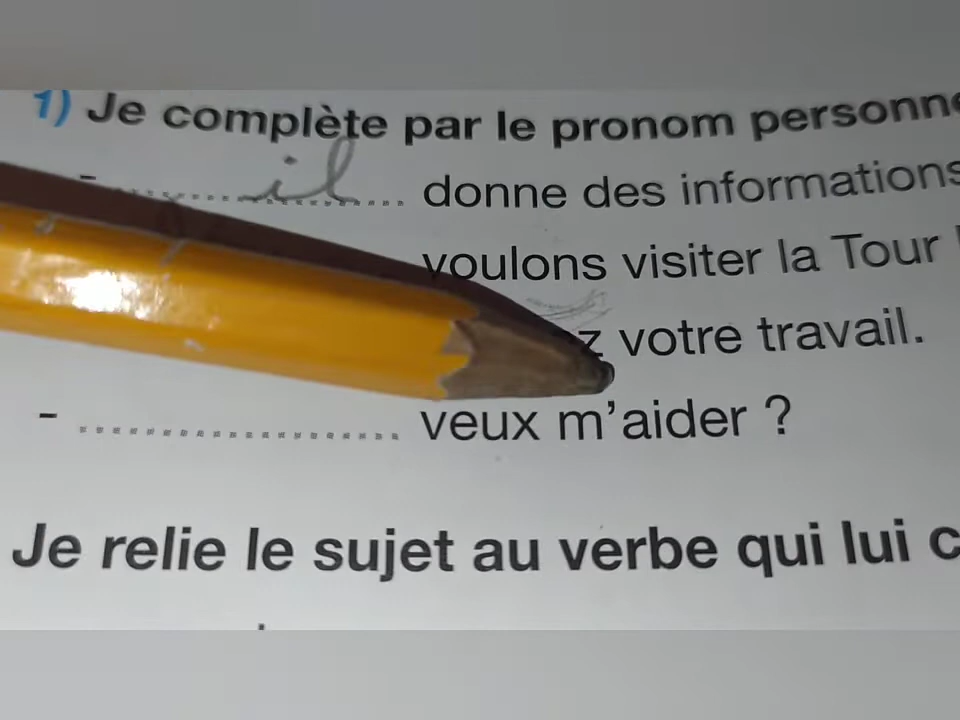 1) Je complète par le pronom
- il donne des informations
voulons visiter la Tour
votre travail.
- veux m'aider ?
Je relie le sujet au verbe qui lui